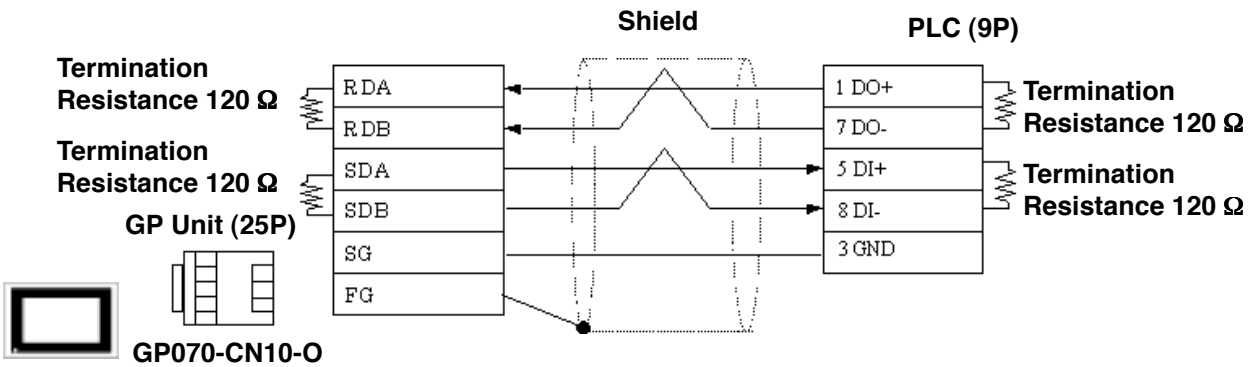 Shield
PLC (9P)
Termination
Resistance 120 Ω
Termination
Resistance 120 Ω
GP Unit (25P)
GP070-CN10-O
RDA
RDB
SDA
SDB
SG
FG
1 DO+
7 DO-
5 DI+
8 DI-
3 GND
Termination
Resistance 120 Ω
Termination
Resistance 120 Ω